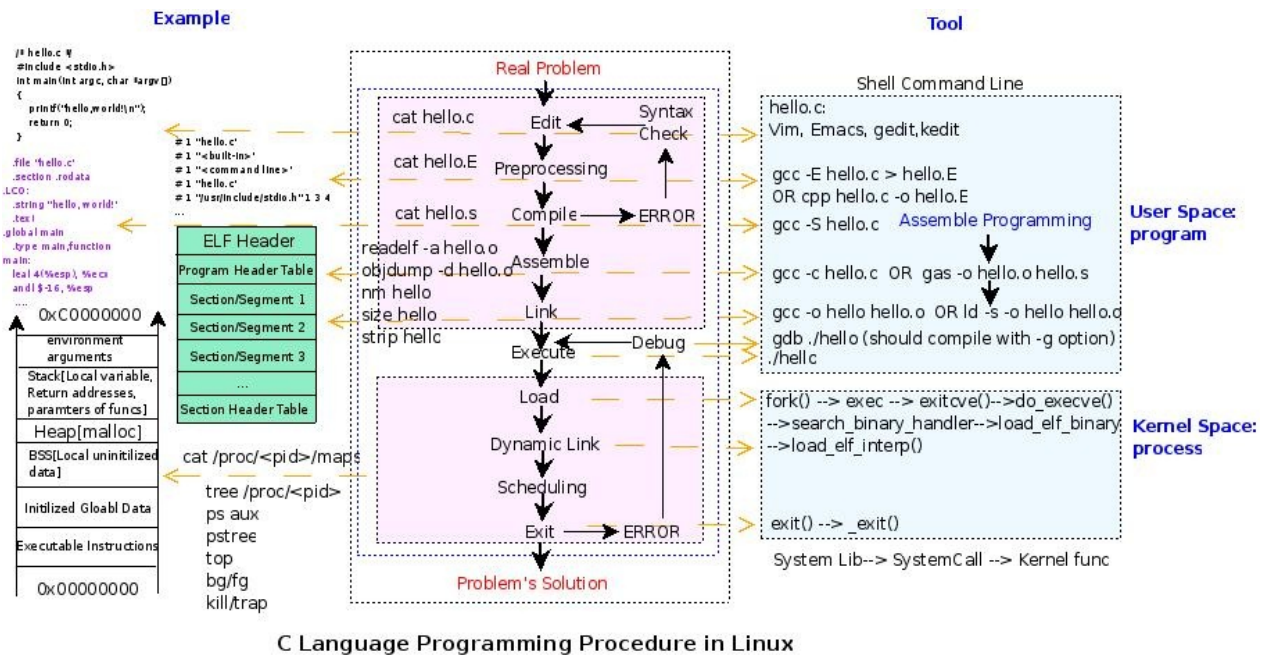 Example
Tool
/* hello.c */
#include <stdio.h>
int main(int argc, char *argv[])
{
printf("hello,world!\n");
return 0;
}
.file "hello.c"
.section .rodata
.LC0:
.string "hello, world!"
.text
.global main
.type main,function
main:
leal 4(%esp), %ecx
andl $-16, %esp
....
# 1 "hello.c"
# 1 "<built-in>"
# 1 "<command line>"
# 1 "hello.c"
# 1 "/usr/include/stdio.h" 1 3 4
...
ELF Header
Program Header Table
Section/Segment 1
Section/Segment 2
Section/Segment 3
...
Section Header Table
0xC0000000
environment
arguments
Stack[Local variable,
Return addresses,
paramters of funcs]
Heap[malloc]
BSS[Local uninitilized
data]
Initilized Gloabl Data
Executable Instructions
0x00000000
cat hello.c
cat hello.E
cat hello.s
readelf -a hello.o
objdump -d hello.o
nm hello
size hello
strip hello
cat /proc/<pid>/maps
tree /proc/<pid>
ps aux
pstree
top
bg/fg
kill/trap
Real Problem
Edit
Syntax
Check
Preprocessing
Compile
ERROR
Assemble
Link
Execute
Debug
Load
Dynamic Link
Scheduling
Exit
ERROR
Problem's Solution
Shell Command Line
hello.c:
Vim, Emacs, gedit,kedit
gcc -E hello.c > hello.E
OR cpp hello.c -o hello.E
gcc -S hello.c
Assemble Programming
gcc -c hello.c OR gas -o hello.o hello.s
gcc -o hello hello.o OR ld -s -o hello hello.o
gdb ./hello (should compile with -g option)
./hello
User Space:
program
fork() --> exec --> exitcve()-->do_execve()
-->search_binary_handler-->load_elf_binary
-->load_elf_interp()
exit() --> _exit()
Kernel Space:
process
System Lib--> SystemCall --> Kernel func
C Language Programming Procedure in Linux